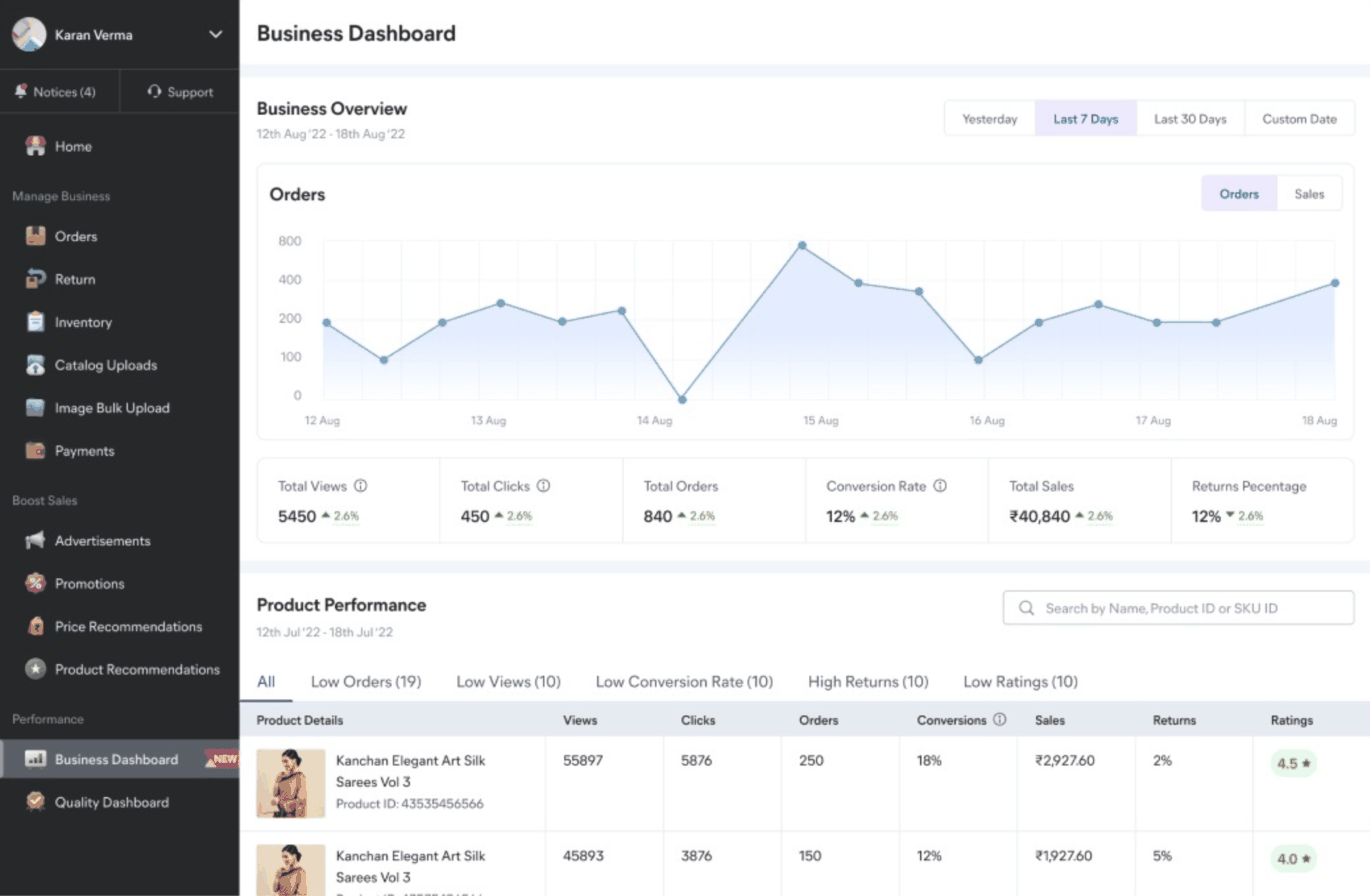 Karan Verma
Notices (4)
Support
Home
Manage Business
Orders
Return
Inventory
Catalog Uploads
Image Bulk Upload
Payments
Boost Sales
Advertisements
Promotions
Price Recommendations
Product Recommendations
Performance
Business Dashboard NEW
Quality Dashboard
Business Dashboard
Business Overview
12th Aug '22 - 18th Aug '22
Yesterday Last 7 Days Last 30 Days Custom Date
Orders
Orders Sales
800
400
200
100
0
12 Aug 13 Aug 14 Aug 15 Aug 16 Aug 17 Aug 18 Aug
Total Views Total Clicks Total Orders Conversion Rate Total Sales Returns Pecentage
5450 2.6% 450 2.6% 840 2.6% 12% 2.6% ₹40,840 2.6% 12% 2.6%
Product Performance
12th Jul '22 - 18th Jul '22
Search by Name, Product ID or SKU ID
All Low Orders (19) Low Views (10) Low Conversion Rate (10) High Returns (10) Low Ratings (10)
Product Details Views Clicks Orders Conversions Sales Returns Ratings
Kanchan Elegant Art Silk 55897 5876 250 18% ₹2,927.60 2% 4.5
Sarees Vol 3
Product ID: 43535456566
Kanchan Elegant Art Silk 45893 3876 150 12% ₹1,927.60 5% 4.0
Sarees Vol 3